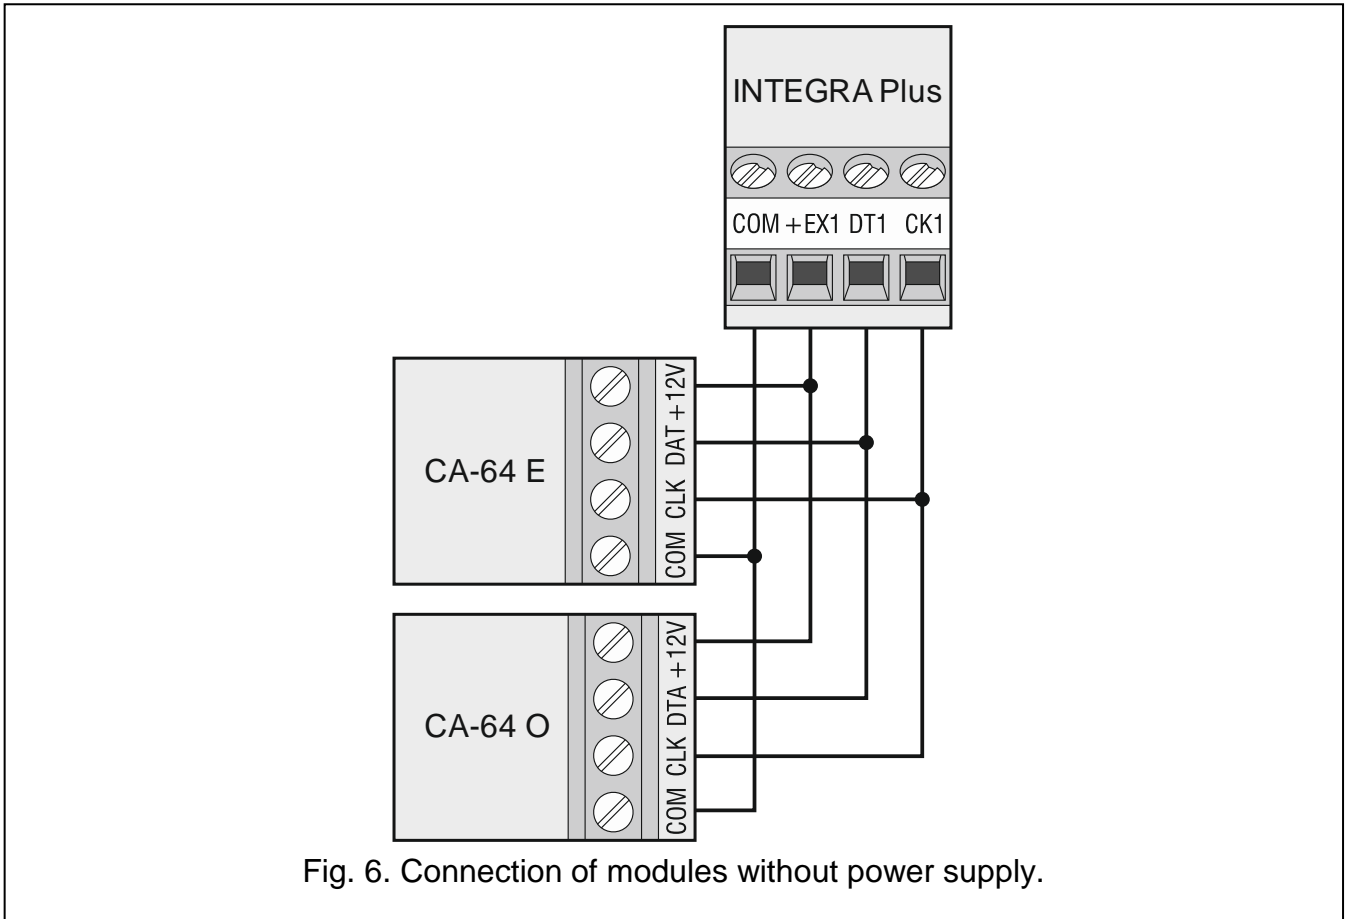 INTEGRA Plus
COM +EX1 DT1 CK1
CA-64 E
+12V
DAT
CLK
COM
CA-64 O
+12V
DTA
CLK
COM
Fig. 6. Connection of modules without power supply.